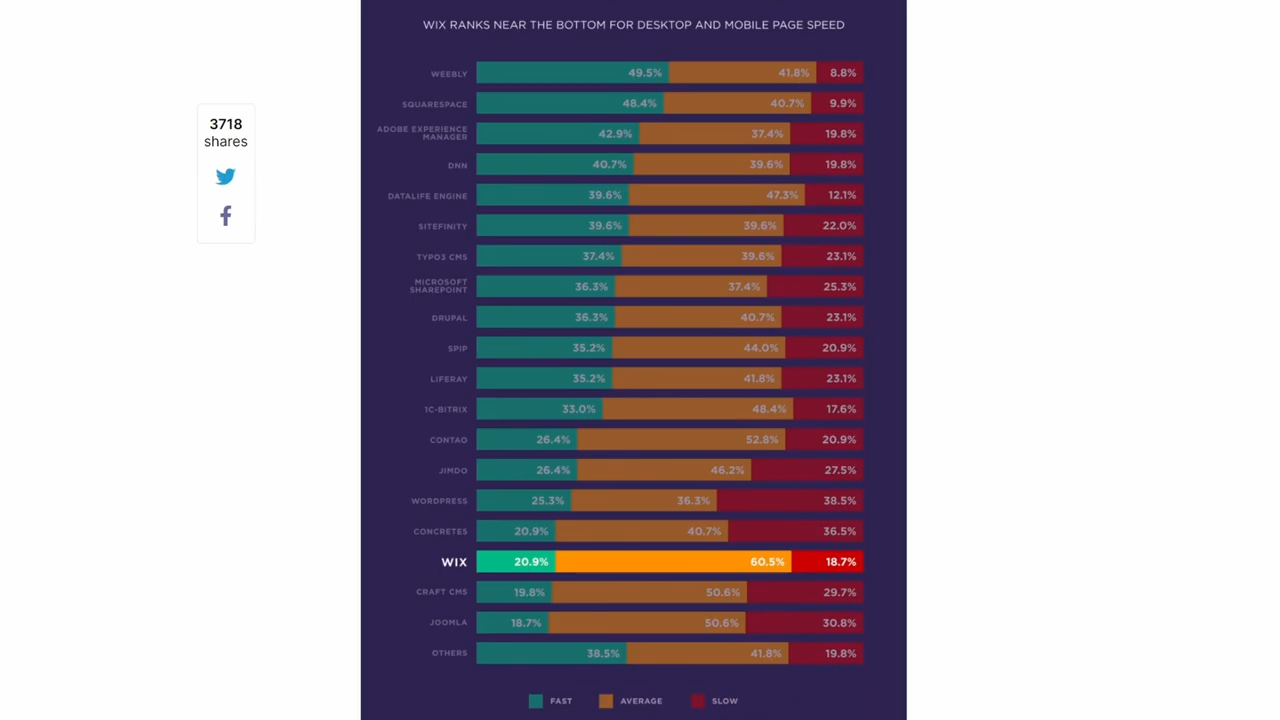 WIX RANKS NEAR THE BOTTOM FOR DESKTOP AND MOBILE PAGE SPEED
3718
shares
WEEBLY 49.5% 41.8% 8.8%
SQUARESPACE 48.4% 40.7% 9.9%
ADOBE EXPERIENCE
MANAGER 42.9% 37.4% 19.8%
DNN 40.7% 39.6% 19.8%
DATALIFE ENGINE 39.6% 47.3% 12.1%
SITEFINITY 39.6% 39.6% 22.0%
TYPO3 CMS 37.4% 39.6% 23.1%
MICROSOFT
SHAREPOINT 36.3% 37.4% 25.3%
DRUPAL 36.3% 40.7% 23.1%
SPIP 35.2% 44.0% 20.9%
LIFERAY 35.2% 41.8% 23.1%
1C-BITRIX 33.0% 48.4% 17.6%
CONTAO 26.4% 52.8% 20.9%
JIMDO 26.4% 46.2% 27.5%
WORDPRESS 25.3% 36.3% 38.5%
CONCRETE5 20.9% 40.7% 36.5%
WIX 20.9% 60.5% 18.7%
CRAFT CMS 19.8% 50.6% 29.7%
JOOMLA 18.7% 50.6% 30.8%
OTHERS 38.5% 41.8% 19.8%
FAST AVERAGE SLOW